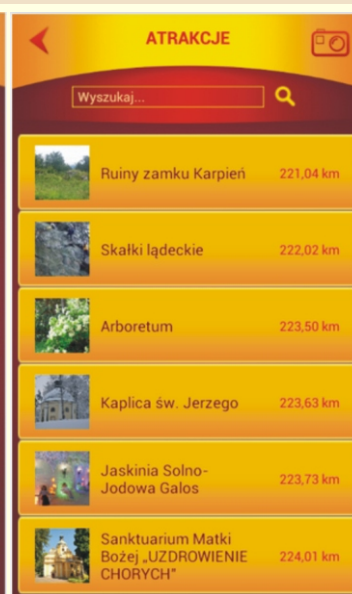 ATRAKCJE
Wyszukaj...
Ruiny zamku Karpień 221,04 km
Skałki lądeckie 222,02 km
Arboretum 223,50 km
Kaplica św. Jerzego 223,63 km
Jaskinia Solno-
Jodowa Galos 223,73 km
Sanktuarium Matki
Bożej „UZDROWIENIE 224,01 km
CHORYCH"